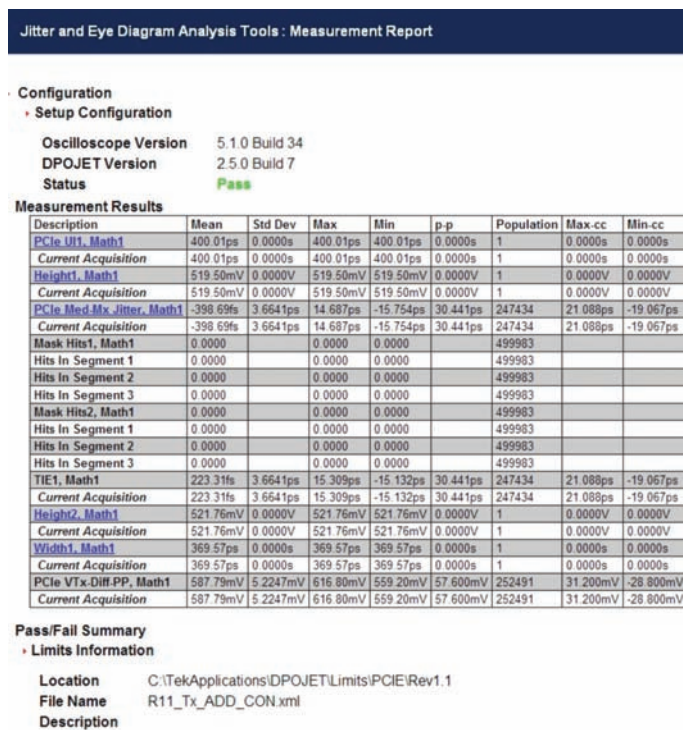 Jitter and Eye Diagram Analysis Tools : Measurement Report
Configuration
Setup Configuration
Oscilloscope Version 5.1.0 Build 34
DPOJET Version 2.5.0 Build 7
Status Pass
Measurement Results
Description Mean Std Dev Max Min p-p Population Max-cc Min-cc
PCIe UI1, Math1 400.01ps 0.0000s 400.01ps 400.01ps 0.0000s 1 0.0000s 0.0000s
Current Acquisition 400.01ps 0.0000s 400.01ps 400.01ps 0.0000s 1 0.0000s 0.0000s
Height1, Math1 519.50mV 0.0000V 519.50mV 519.50mV 0.0000V 1 0.0000V 0.0000V
Current Acquisition 519.50mV 0.0000V 519.50mV 519.50mV 0.0000V 1 0.0000V 0.0000V
PCIe Med-Mx Jitter, Math1 -398.69fs 3.6641ps 14.687ps -15.754ps 30.441ps 247434 21.088ps -19.067ps
Current Acquisition -398.69fs 3.6641ps 14.687ps -15.754ps 30.441ps 247434 21.088ps -19.067ps
Mask Hits1, Math1 0.0000 0.0000 0.0000 499983
Hits In Segment 1 0.0000 0.0000 0.0000 499983
Hits In Segment 2 0.0000 0.0000 0.0000 499983
Hits In Segment 3 0.0000 0.0000 0.0000 499983
Mask Hits2, Math1 0.0000 0.0000 0.0000 499983
Hits In Segment 1 0.0000 0.0000 0.0000 499983
Hits In Segment 2 0.0000 0.0000 0.0000 499983
Hits In Segment 3 0.0000 0.0000 0.0000 499983
TIE1, Math1 223.31fs 3.6641ps 15.309ps -15.132ps 30.441ps 247434 21.088ps -19.067ps
Current Acquisition 223.31fs 3.6641ps 15.309ps -15.132ps 30.441ps 247434 21.088ps -19.067ps
Height2, Math1 521.76mV 0.0000V 521.76mV 521.76mV 0.0000V 1 0.0000V 0.0000V
Current Acquisition 521.76mV 0.0000V 521.76mV 521.76mV 0.0000V 1 0.0000V 0.0000V
Width1, Math1 369.57ps 0.0000s 369.57ps 369.57ps 0.0000s 1 0.0000s 0.0000s
Current Acquisition 369.57ps 0.0000s 369.57ps 369.57ps 0.0000s 1 0.0000s 0.0000s
PCIe VTx-Diff-PP, Math1 587.79mV 5.2247mV 616.80mV 559.20mV 57.600mV 252491 31.200mV -28.800mV
Current Acquisition 587.79mV 5.2247mV 616.80mV 559.20mV 57.600mV 252491 31.200mV -28.800mV
Pass/Fail Summary
Limits Information
Location C:\TekApplications\DPOJET\Limits\PCIE\Rev1.1
File Name R11_Tx_ADD_CON.xml
Description